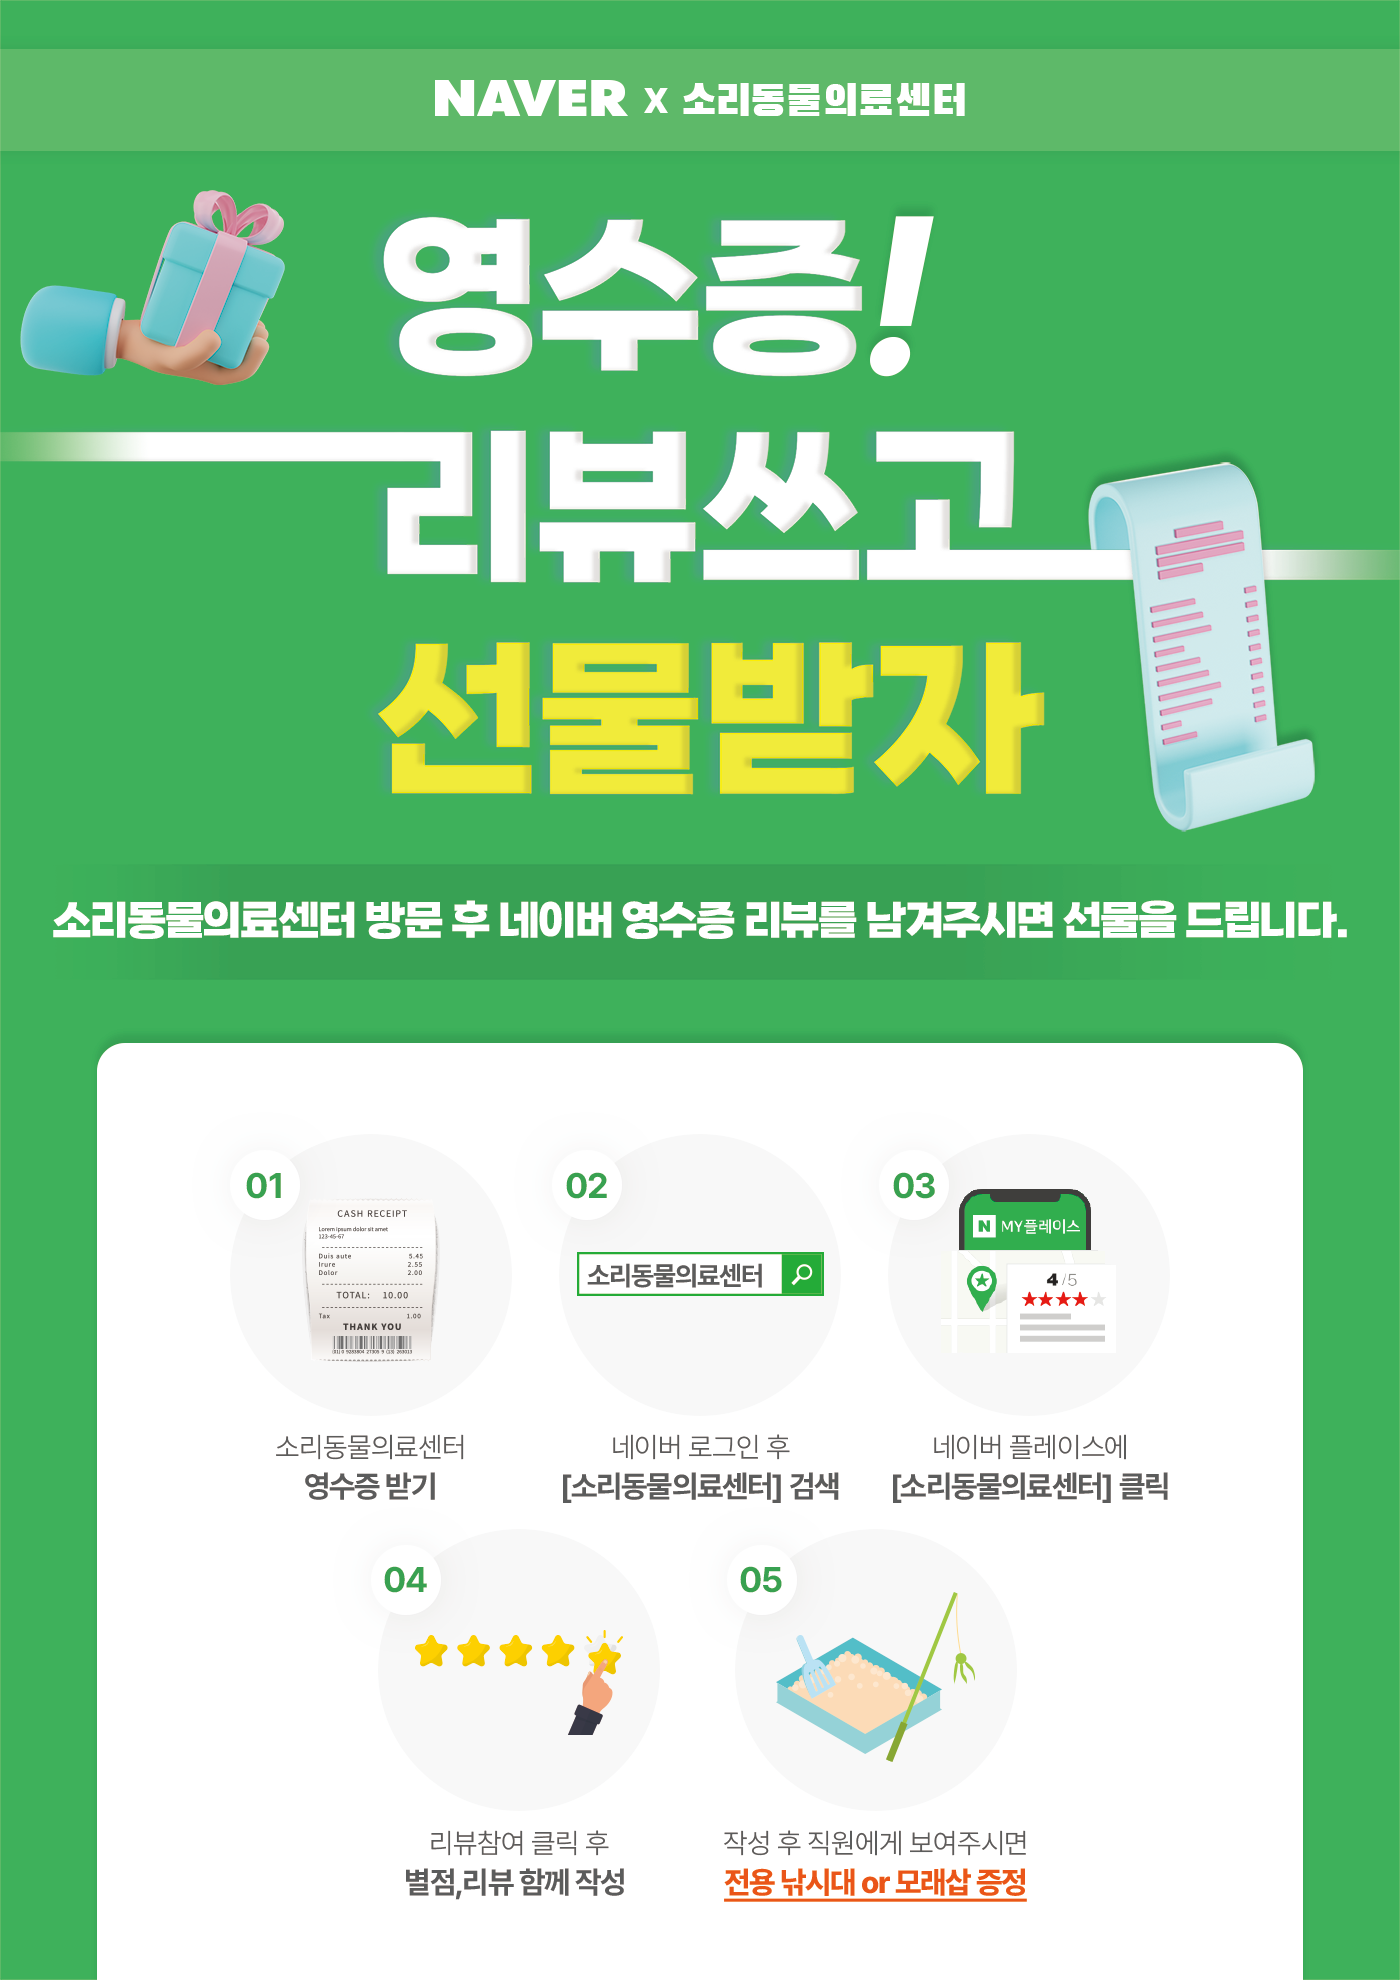 NAVER X 소리동물의료센터
영수증!
리뷰쓰고
선물받자
소리동물의료센터 방문 후 네이버 영수증 리뷰를 남겨주시면 선물을 드립니다.
01
CASH RECEIPT
Lorem ipsum dolor sit amet
123-45-67
Duis aute 5.45
Irure 2.55
Dolor 2.00
TOTAL: 10.00
Tax 1.00
THANK YOU
소리동물의료센터
영수증 받기
02
소리동물의료센터
네이버 로그인 후
[소리동물의료센터] 검색
03
N MY플레이스
4 /5
네이버 플레이스에
[소리동물의료센터] 클릭
04
리뷰참여 클릭 후
별점,리뷰 함께 작성
05
작성 후 직원에게 보여주시면
전용 낚시대 or 모래삽 증정